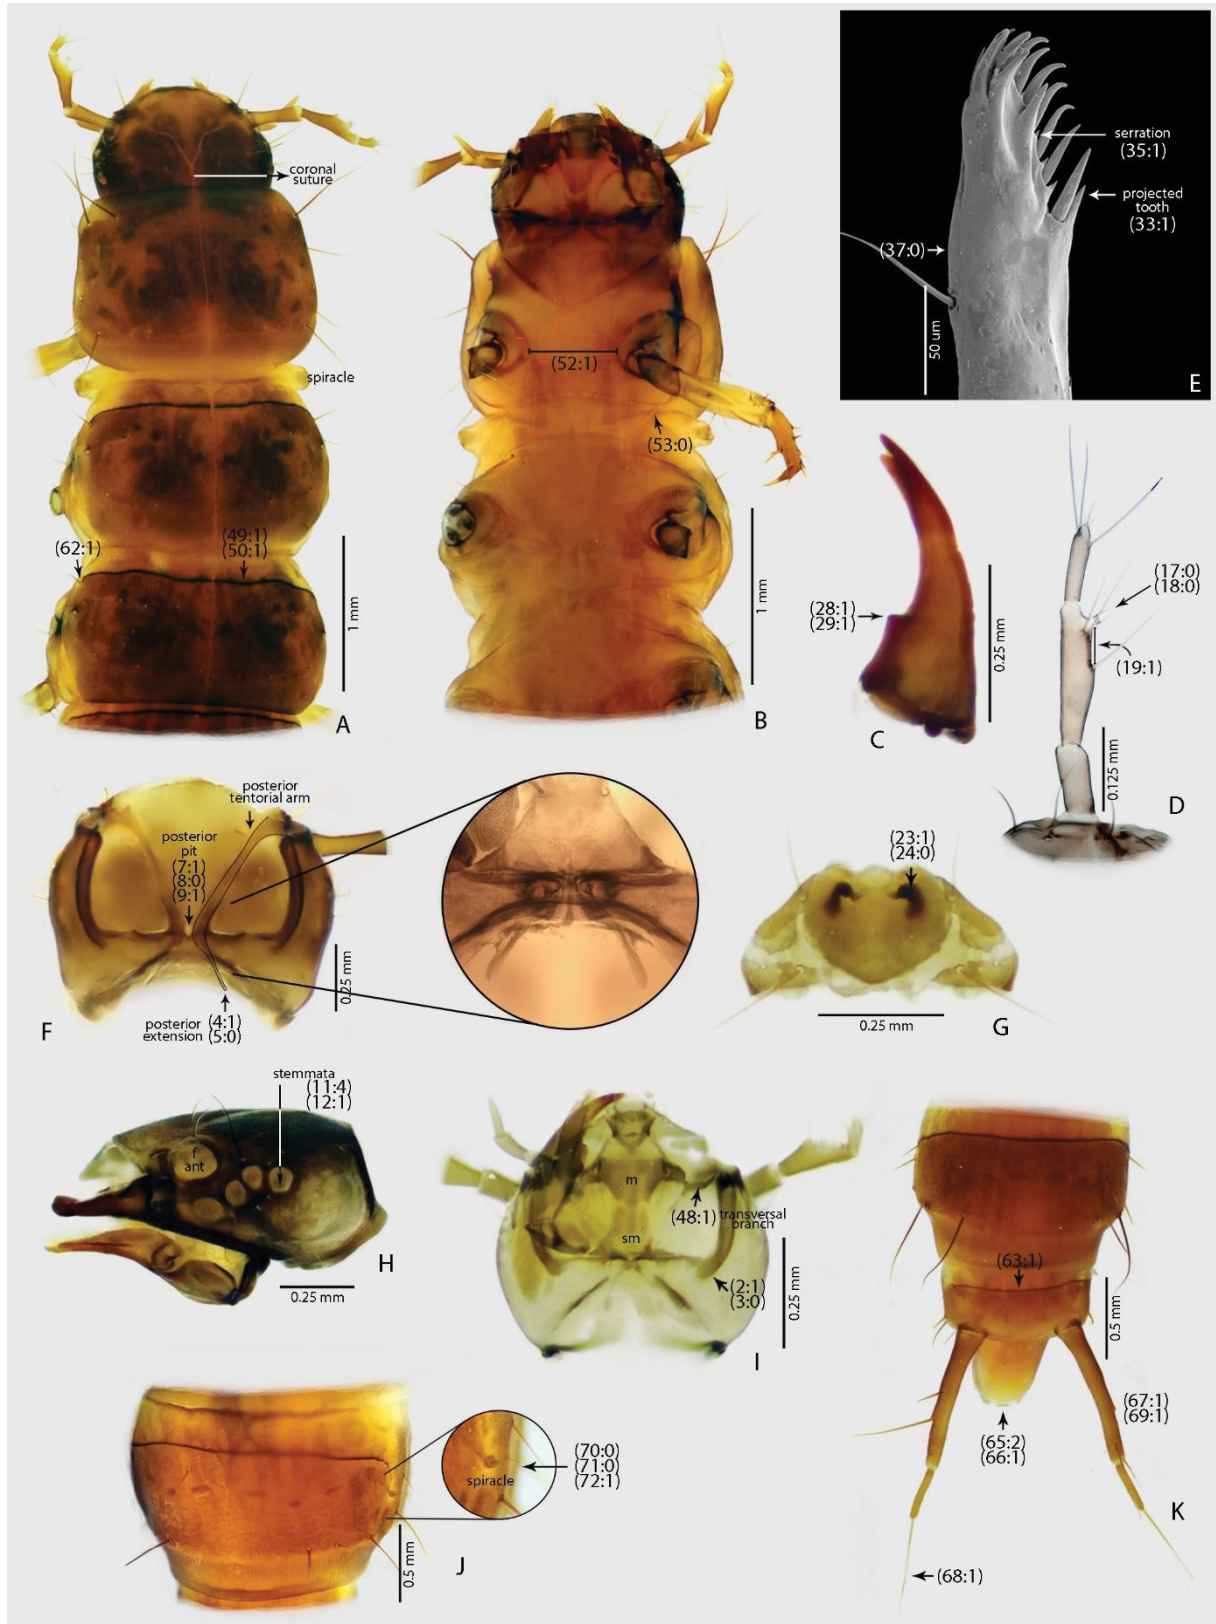 coronal
suture
spiracle
(62:1)
(49:1)
(50:1)
1 mm
A
(52:1)
(53:0)
1 mm
B
serration
(35:1)
projected
tooth
(33:1)
(37:0)
50 um
E
(28:1)
(29:1)
0.25 mm
C
(17:0)
(18:0)
(19:1)
0.125 mm
D
posterior
tentorial arm
posterior
pit
(7:1)
(8:0)
(9:1)
0.25 mm
posterior
extension
(4:1)
(5:0)
F
(23:1)
(24:0)
0.25 mm
G
stemmata
(11:4)
(12:1)
f
ant
0.25 mm
H
m
(48:1)
transversal
branch
sm
(2:1)
(3:0)
0.25 mm
I
spiracle
(70:0)
(71:0)
(72:1)
0.5 mm
J
(63:1)
0.5 mm
(67:1)
(69:1)
(65:2)
(66:1)
(68:1)
K